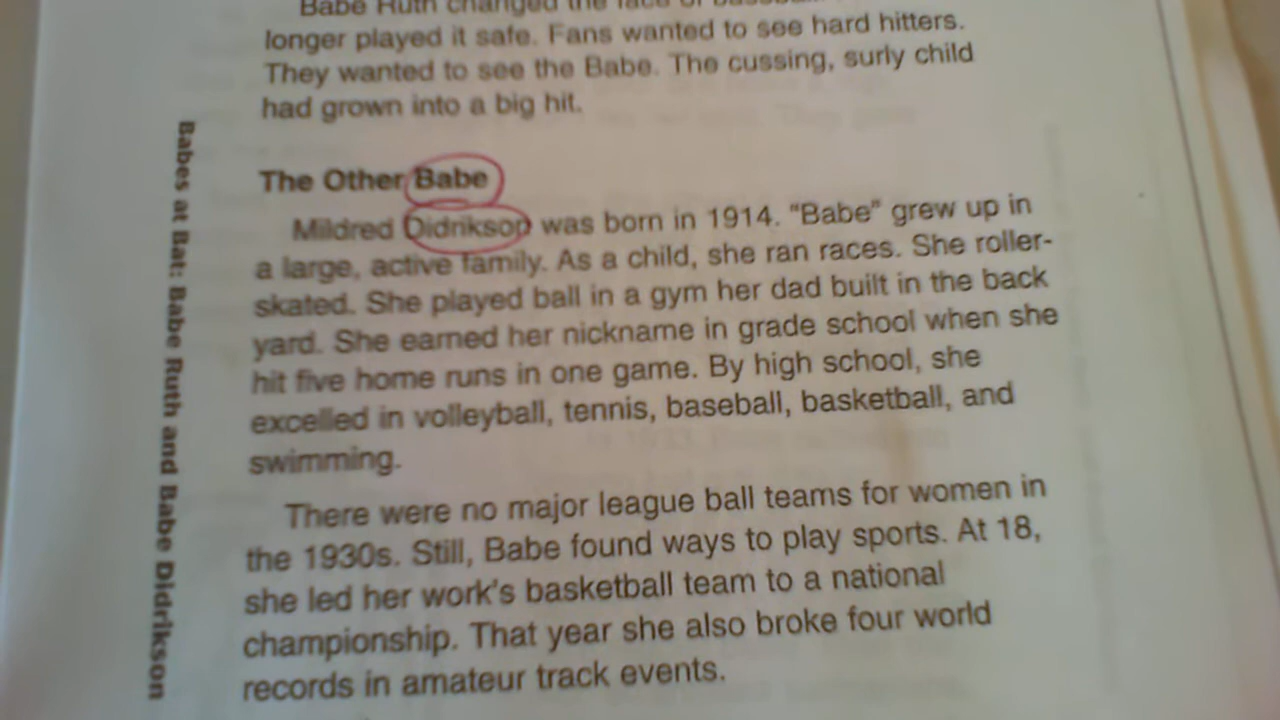 Babe Ruth changed the face of
longer played it safe. Fans wanted to see hard hitters.
They wanted to see the Babe. The cussing, surly child
had grown into a big hit.
The Other Babe
Mildred Didrikson was born in 1914. “Babe” grew up in
a large, active family. As a child, she ran races. She roller-
skated. She played ball in a gym her dad built in the back
yard. She earned her nickname in grade school when she
hit five home runs in one game. By high school, she
excelled in volleyball, tennis, baseball, basketball, and
swimming.
There were no major league ball teams for women in
the 1930s. Still, Babe found ways to play sports. At 18,
she led her work's basketball team to a national
championship. That year she also broke four world
records in amateur track events.
Babes at Bat: Babe Ruth and Babe Didrikson